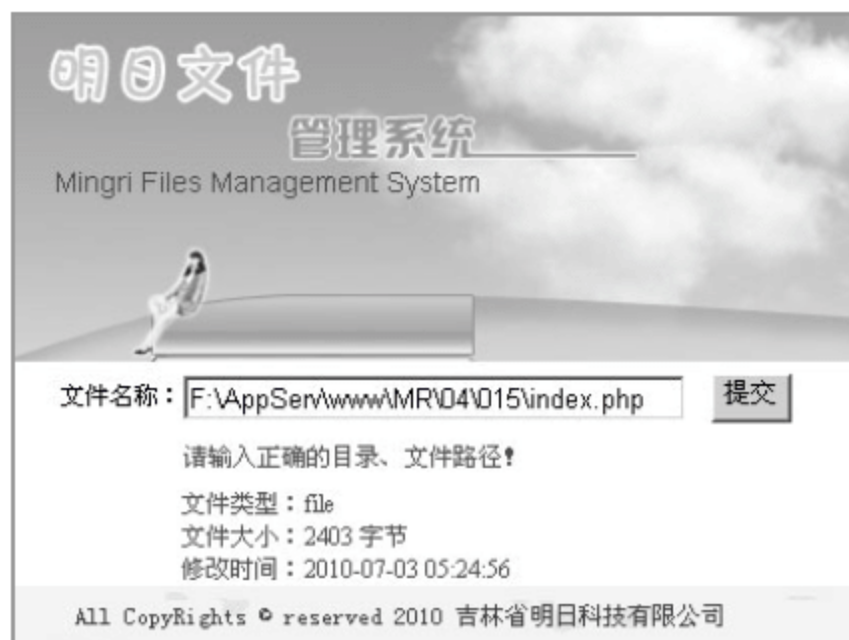 明日文件
管理系统
Mingri Files Management System
文件名称：F:\AppServ\www\MR\04\015\index.php 提交
请输入正确的目录、文件路径！
文件类型：file
文件大小：2403 字节
修改时间：2010-07-03 05:24:56
All CopyRights © reserved 2010 吉林省明日科技有限公司